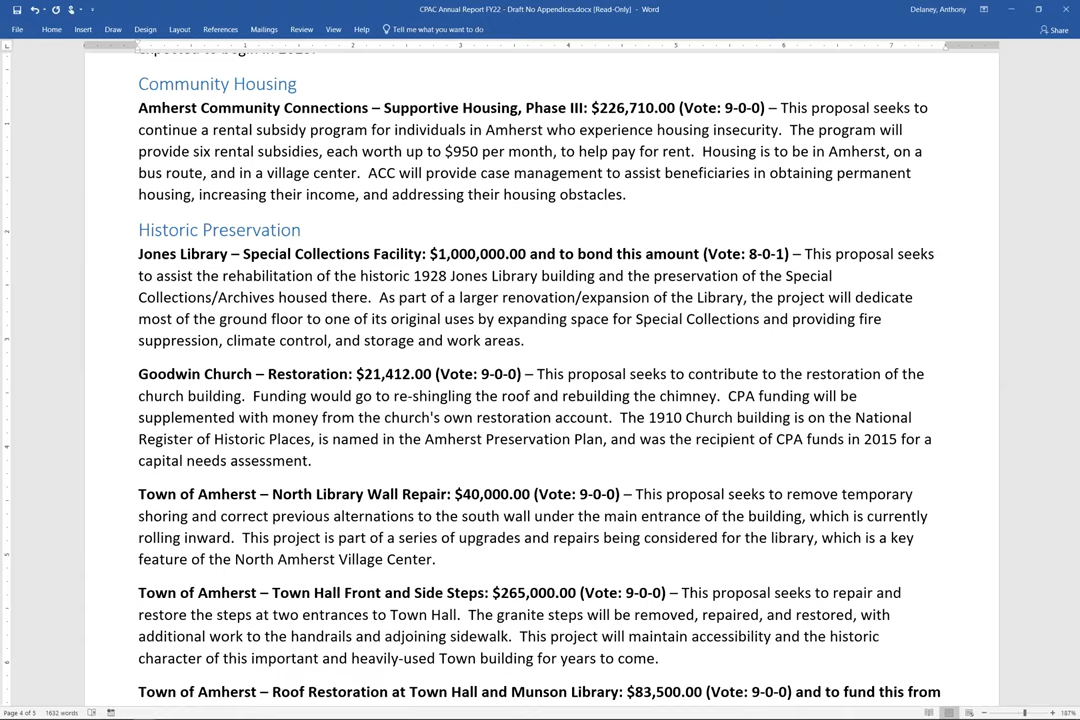 CPAC Annual Report FY22 - Draft No Appendices.docx [Read-Only] - Word
Delaney, Anthony
File Home Insert Draw Design Layout References Mailings Review View Help Tell me what you want to do
Share
Community Housing
Amherst Community Connections – Supportive Housing, Phase III: $226,710.00 (Vote: 9-0-0) – This proposal seeks to
continue a rental subsidy program for individuals in Amherst who experience housing insecurity. The program will
provide six rental subsidies, each worth up to $950 per month, to help pay for rent. Housing is to be in Amherst, on a
bus route, and in a village center. ACC will provide case management to assist beneficiaries in obtaining permanent
housing, increasing their income, and addressing their housing obstacles.
Historic Preservation
Jones Library – Special Collections Facility: $1,000,000.00 and to bond this amount (Vote: 8-0-1) – This proposal seeks
to assist the rehabilitation of the historic 1928 Jones Library building and the preservation of the Special
Collections/Archives housed there. As part of a larger renovation/expansion of the Library, the project will dedicate
most of the ground floor to one of its original uses by expanding space for Special Collections and providing fire
suppression, climate control, and storage and work areas.
Goodwin Church – Restoration: $21,412.00 (Vote: 9-0-0) – This proposal seeks to contribute to the restoration of the
church building. Funding would go to re-shingling the roof and rebuilding the chimney. CPA funding will be
supplemented with money from the church's own restoration account. The 1910 Church building is on the National
Register of Historic Places, is named in the Amherst Preservation Plan, and was the recipient of CPA funds in 2015 for a
capital needs assessment.
Town of Amherst – North Library Wall Repair: $40,000.00 (Vote: 9-0-0) – This proposal seeks to remove temporary
shoring and correct previous alternations to the south wall under the main entrance of the building, which is currently
rolling inward. This project is part of a series of upgrades and repairs being considered for the library, which is a key
feature of the North Amherst Village Center.
Town of Amherst – Town Hall Front and Side Steps: $265,000.00 (Vote: 9-0-0) – This proposal seeks to repair and
restore the steps at two entrances to Town Hall. The granite steps will be removed, repaired, and restored, with
additional work to the handrails and adjoining sidewalk. This project will maintain accessibility and the historic
character of this important and heavily-used Town building for years to come.
Town of Amherst – Roof Restoration at Town Hall and Munson Library: $83,500.00 (Vote: 9-0-0) and to fund this from
Page 4 of 5 1632 words
187%